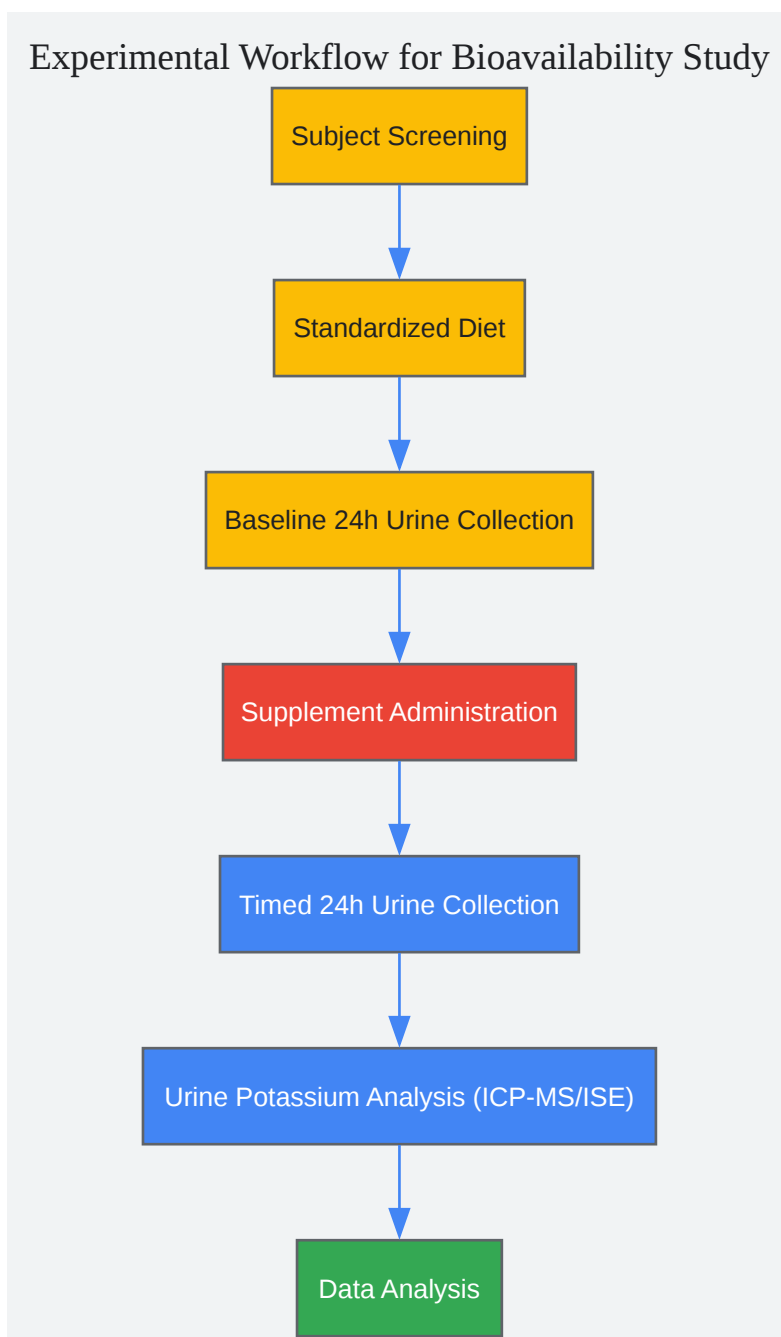 Experimental Workflow for Bioavailability Study
Subject Screening
Standardized Diet
Baseline 24h Urine Collection
Supplement Administration
Timed 24h Urine Collection
Urine Potassium Analysis (ICP-MS/ISE)
Data Analysis